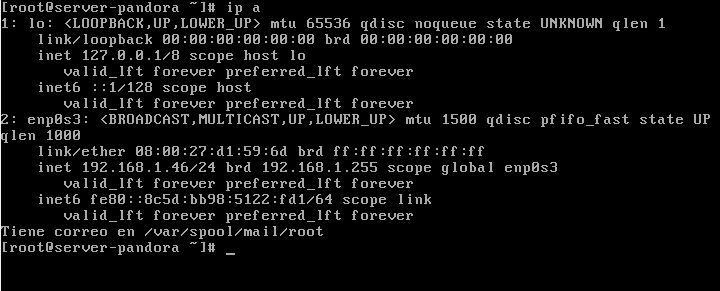 [root@server-pandora ~]# ip a
1: lo: <LOOPBACK,UP,LOWER_UP> mtu 65536 qdisc noqueue state UNKNOWN qlen 1
    link/loopback 00:00:00:00:00:00 brd 00:00:00:00:00:00
    inet 127.0.0.1/8 scope host lo
       valid_lft forever preferred_lft forever
    inet6 ::1/128 scope host
       valid_lft forever preferred_lft forever
2: enp0s3: <BROADCAST,MULTICAST,UP,LOWER_UP> mtu 1500 qdisc pfifo_fast state UP
qlen 1000
    link/ether 08:00:27:d1:59:6d brd ff:ff:ff:ff:ff:ff
    inet 192.168.1.46/24 brd 192.168.1.255 scope global enp0s3
       valid_lft forever preferred_lft forever
    inet6 fe80::8c5d:bb98:5122:fd1/64 scope link
       valid_lft forever preferred_lft forever
Tiene correo en /var/spool/mail/root
[root@server-pandora ~]# _